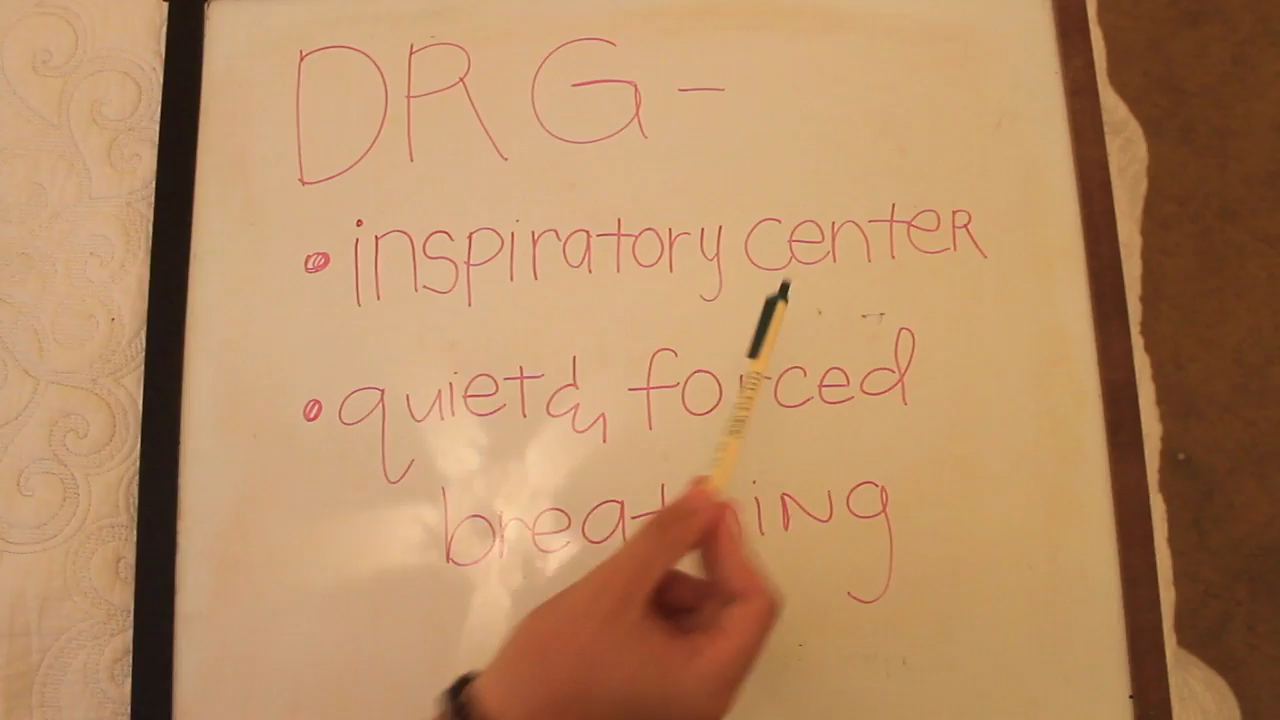 DRG-
• inspiratory center
• quiet & forced
breathing